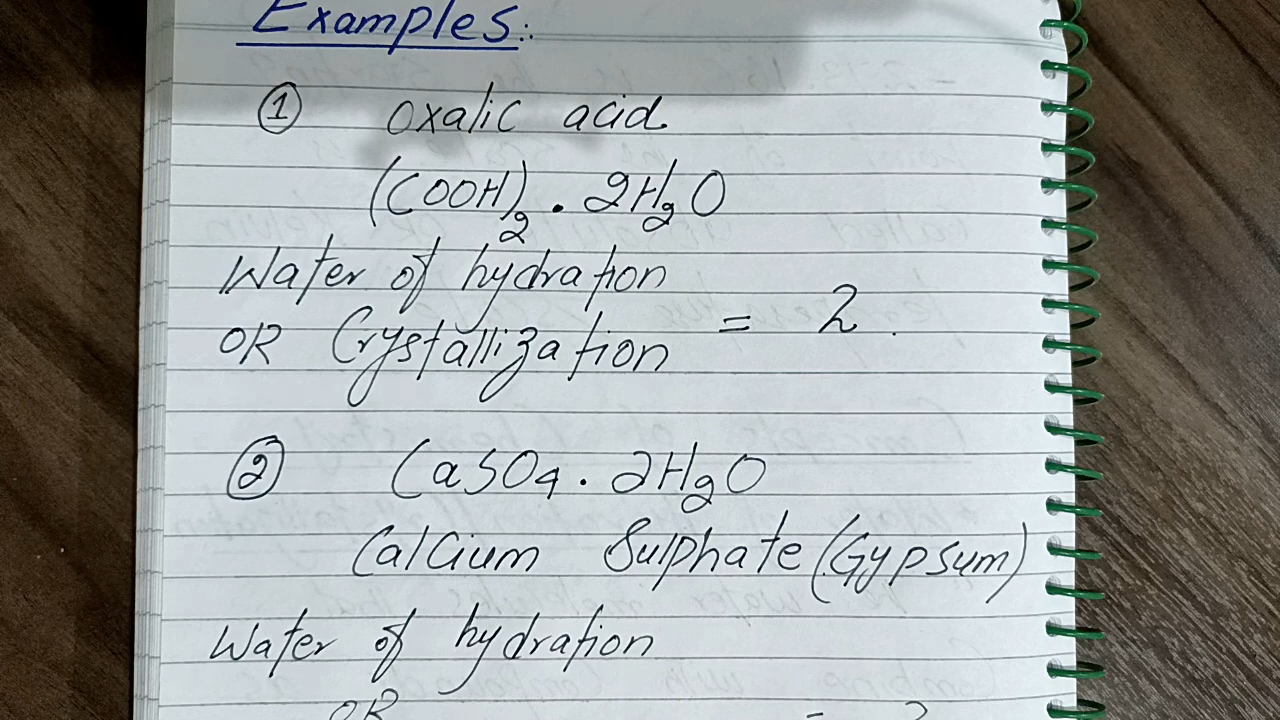 Examples:
① Oxalic acid
(COOH)₂ . 2H₂O
Water of hydration
OR Crystallization = 2.
② CaSO₄ . 2H₂O
Calcium Sulphate (Gypsum)
Water of hydration
OR =